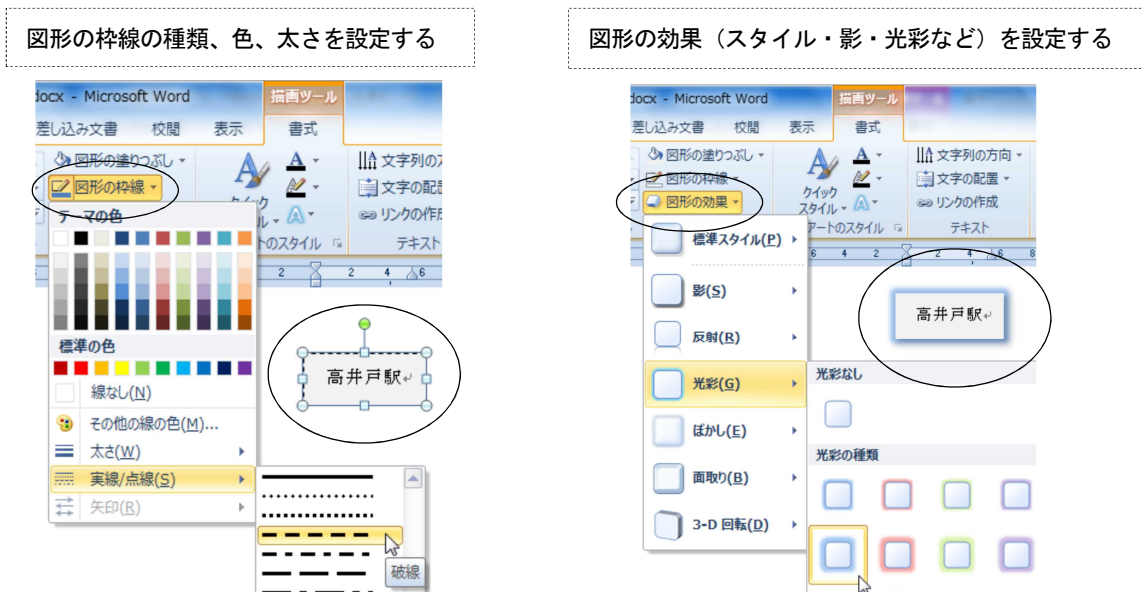 図形の枠線の種類、色、太さを設定する
docx - Microsoft Word
描画ツール
差し込み文書 校閲 表示 書式
図形の塗りつぶし
文字列の
図形の枠線
文字の配
クイック
リンクの作成
テーマの色
トのスタイル
テキスト
2 2 4 6
標準の色
線なし(N)
その他の線の色(M)...
太さ(W)
実線/点線(S)
矢印(R)
破線
高井戸駅
図形の効果(スタイル・影・光彩など)を設定する
docx - Microsoft Word
描画ツール
差し込み文書 校閲 表示 書式
図形の塗りつぶし
文字列の方向
図形の枠線
文字の配置
図形の効果
クイック
スタイル
リンクの作成
アートのスタイル
テキスト
6 4 2 2 4 6 8
標準スタイル(P)
影(S)
反射(R)
光彩(G)
ぼかし(E)
面取り(B)
3-D 回転(D)
高井戸駅
光彩なし
光彩の種類